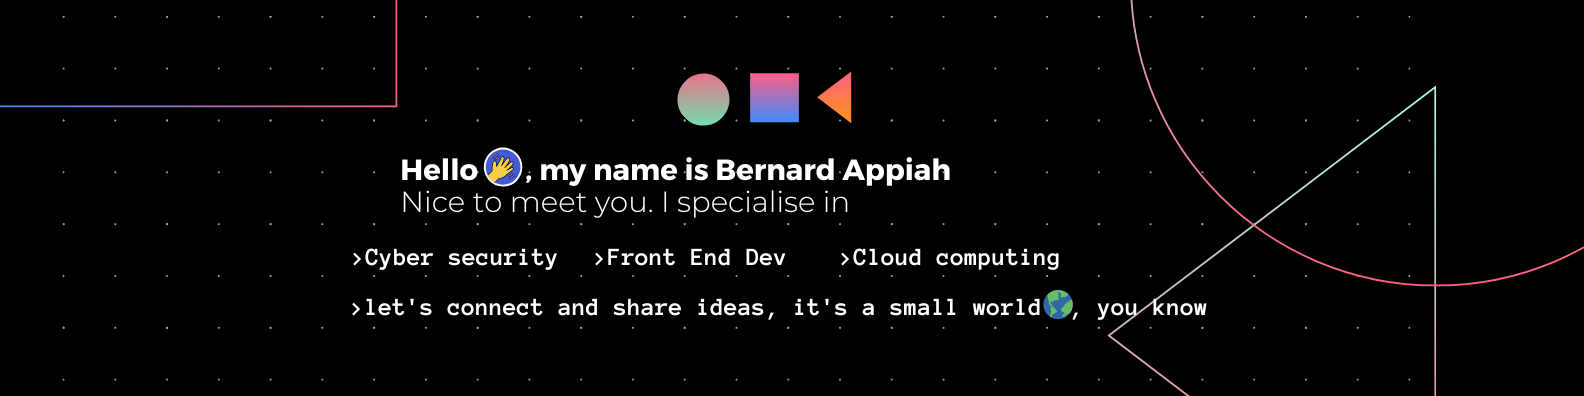 Hello 👋, my name is Bernard Appiah
Nice to meet you. I specialise in
>Cyber security >Front End Dev >Cloud computing
>let's connect and share ideas, it's a small world🌎, you know